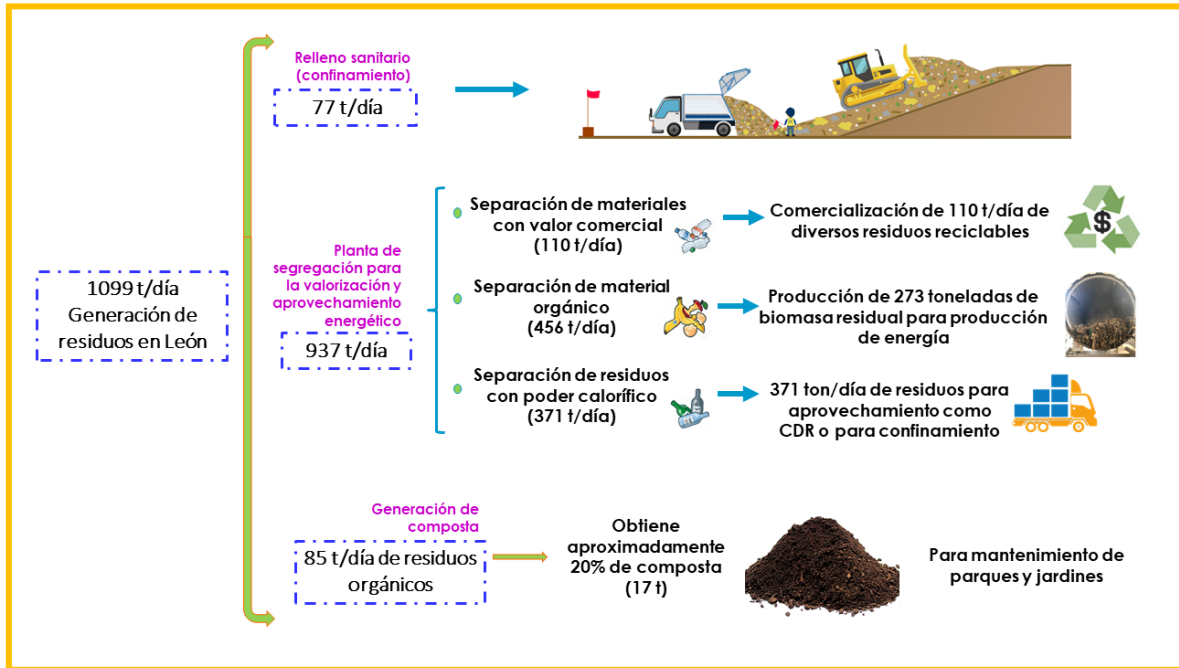 Relleno sanitario
(confinamiento)
77 t/día
1099 t/día
Generación de
residuos en León
Planta de
segregación para
la valorización y
aprovechamiento
energético
937 t/día
Separación de materiales
con valor comercial
(110 t/día)
Comercialización de 110 t/día de
diversos residuos reciclables
$
Separación de material
orgánico
(456 t/día)
Producción de 273 toneladas de
biomasa residual para producción
de energía
Separación de residuos
con poder calorífico
(371 t/día)
371 ton/día de residuos para
aprovechamiento como
CDR o para confinamiento
Generación de
composta
85 t/día de residuos
orgánicos
Obtiene
aproximadamente
20% de composta
(17 t)
Para mantenimiento de
parques y jardines